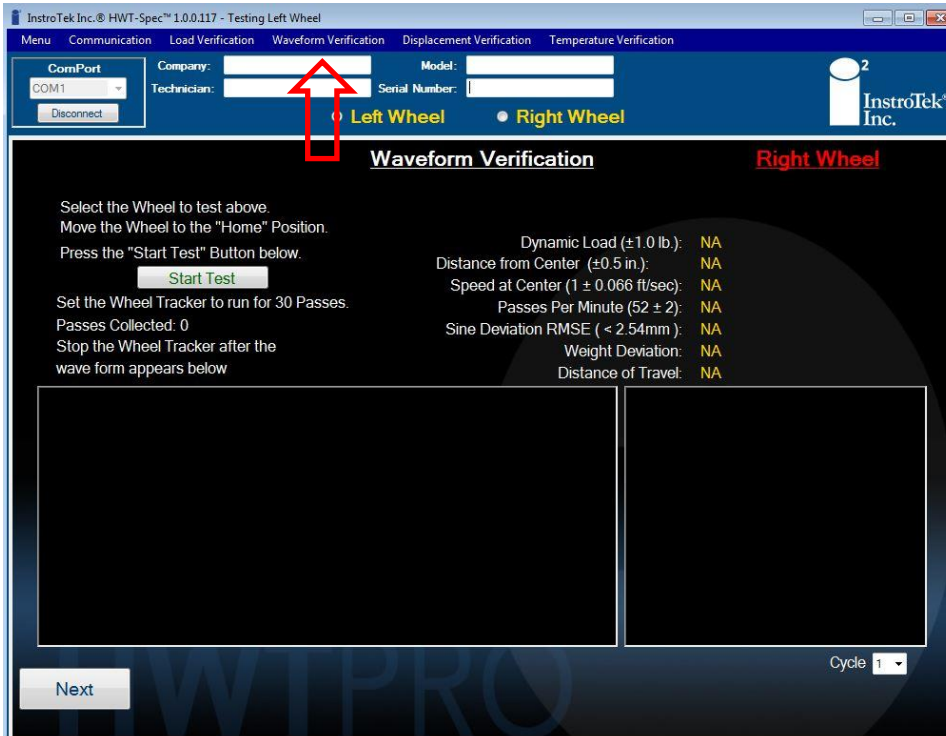 InstroTek Inc.® HWT-Spec™ 1.0.0.117 - Testing Left Wheel
Menu Communication Load Verification Waveform Verification Displacement Verification Temperature Verification
ComPort
COM1
Disconnect
Company:
Technician:
Model:
Serial Number:
Left Wheel Right Wheel
i2
InstroTek®
Inc.
Waveform Verification
Right Wheel
Select the Wheel to test above.
Move the Wheel to the "Home" Position.
Press the "Start Test" Button below.
Start Test
Set the Wheel Tracker to run for 30 Passes.
Passes Collected: 0
Stop the Wheel Tracker after the
wave form appears below
Dynamic Load (±1.0 lb.): NA
Distance from Center (±0.5 in.): NA
Speed at Center (1 ± 0.066 ft/sec): NA
Passes Per Minute (52 ± 2): NA
Sine Deviation RMSE ( < 2.54mm ): NA
Weight Deviation: NA
Distance of Travel: NA
Cycle 1
Next
HWTPRO